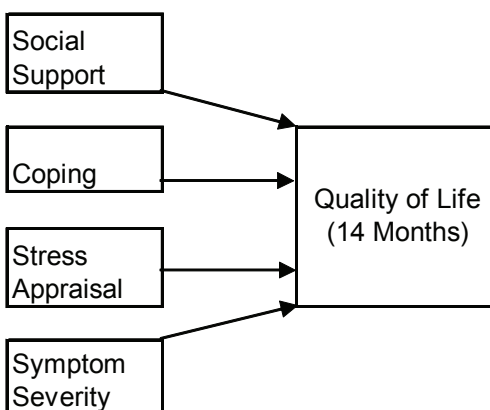 Social
Support
Coping
Quality of Life
(14 Months)
Stress
Appraisal
Symptom
Severity